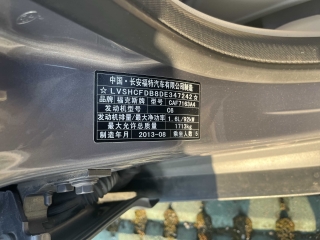 中国·长安福特汽车有限公司制造
☆LVSHCFDB8DE347242☆
品牌 福克斯牌 型号 CAF7163A4
发动机型号 C6
发动机排量/最大净功率 1.6L/92kW
最大允许总质量 1713kg
制造年月 2013-08 乘坐人数 5